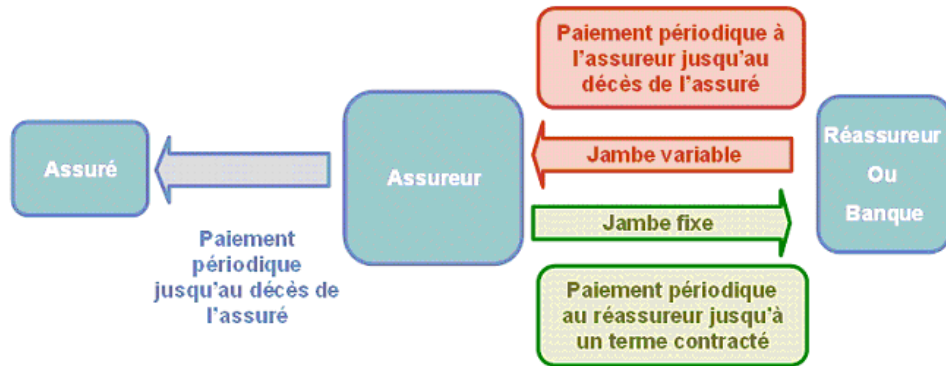 Paiement périodique à
l'assureur jusqu'au
décès de l'assuré
Assuré
Assureur
Jambe variable
Réassureur
Ou
Banque
Jambe fixe
Paiement
périodique
jusqu'au décès de
l'assuré
Paiement périodique
au réassureur jusqu'à
un terme contracté